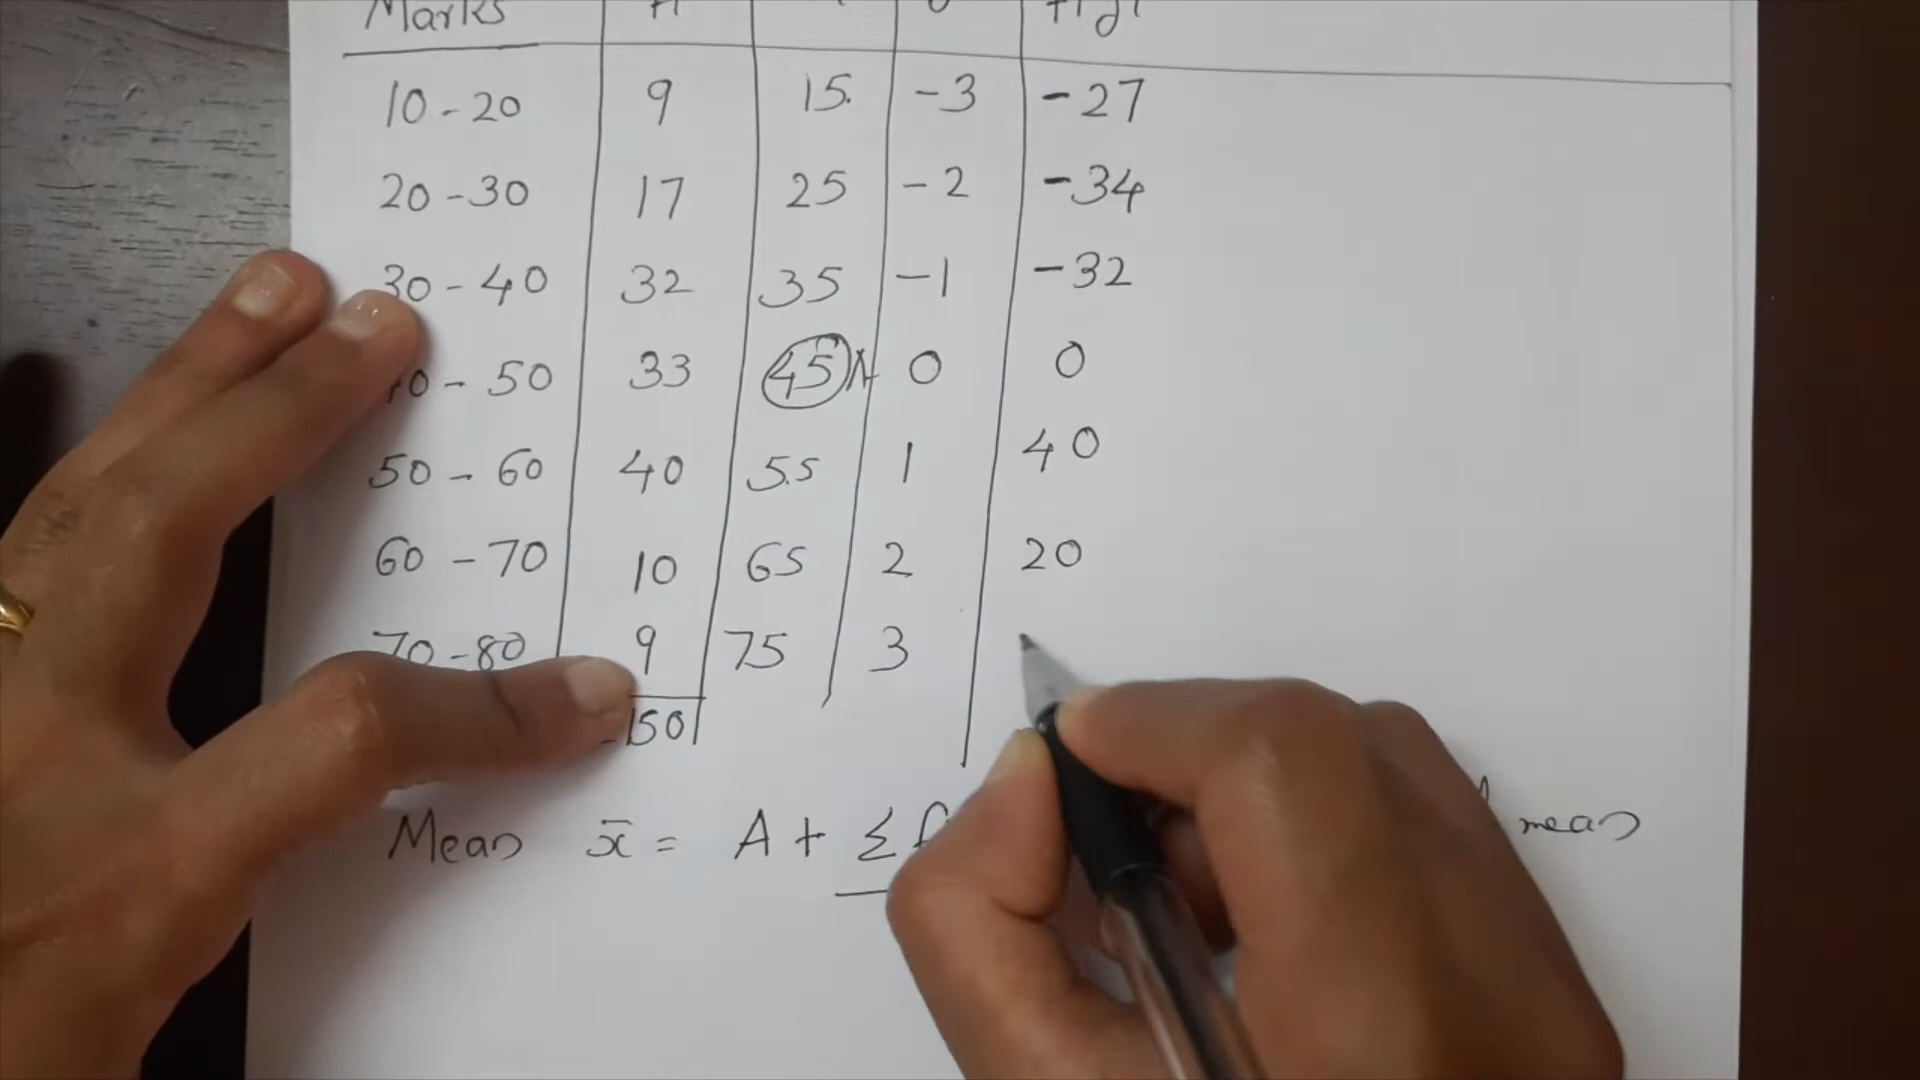 Marks
10 - 20 9 15 -3 -27
20 - 30 17 25 -2 -34
30 - 40 32 35 -1 -32
40 - 50 33 45 A 0 0
50 - 60 40 55 1 40
60 - 70 10 65 2 20
70 - 80 9 75 3
150
Mean x̄ = A + Σ f mean